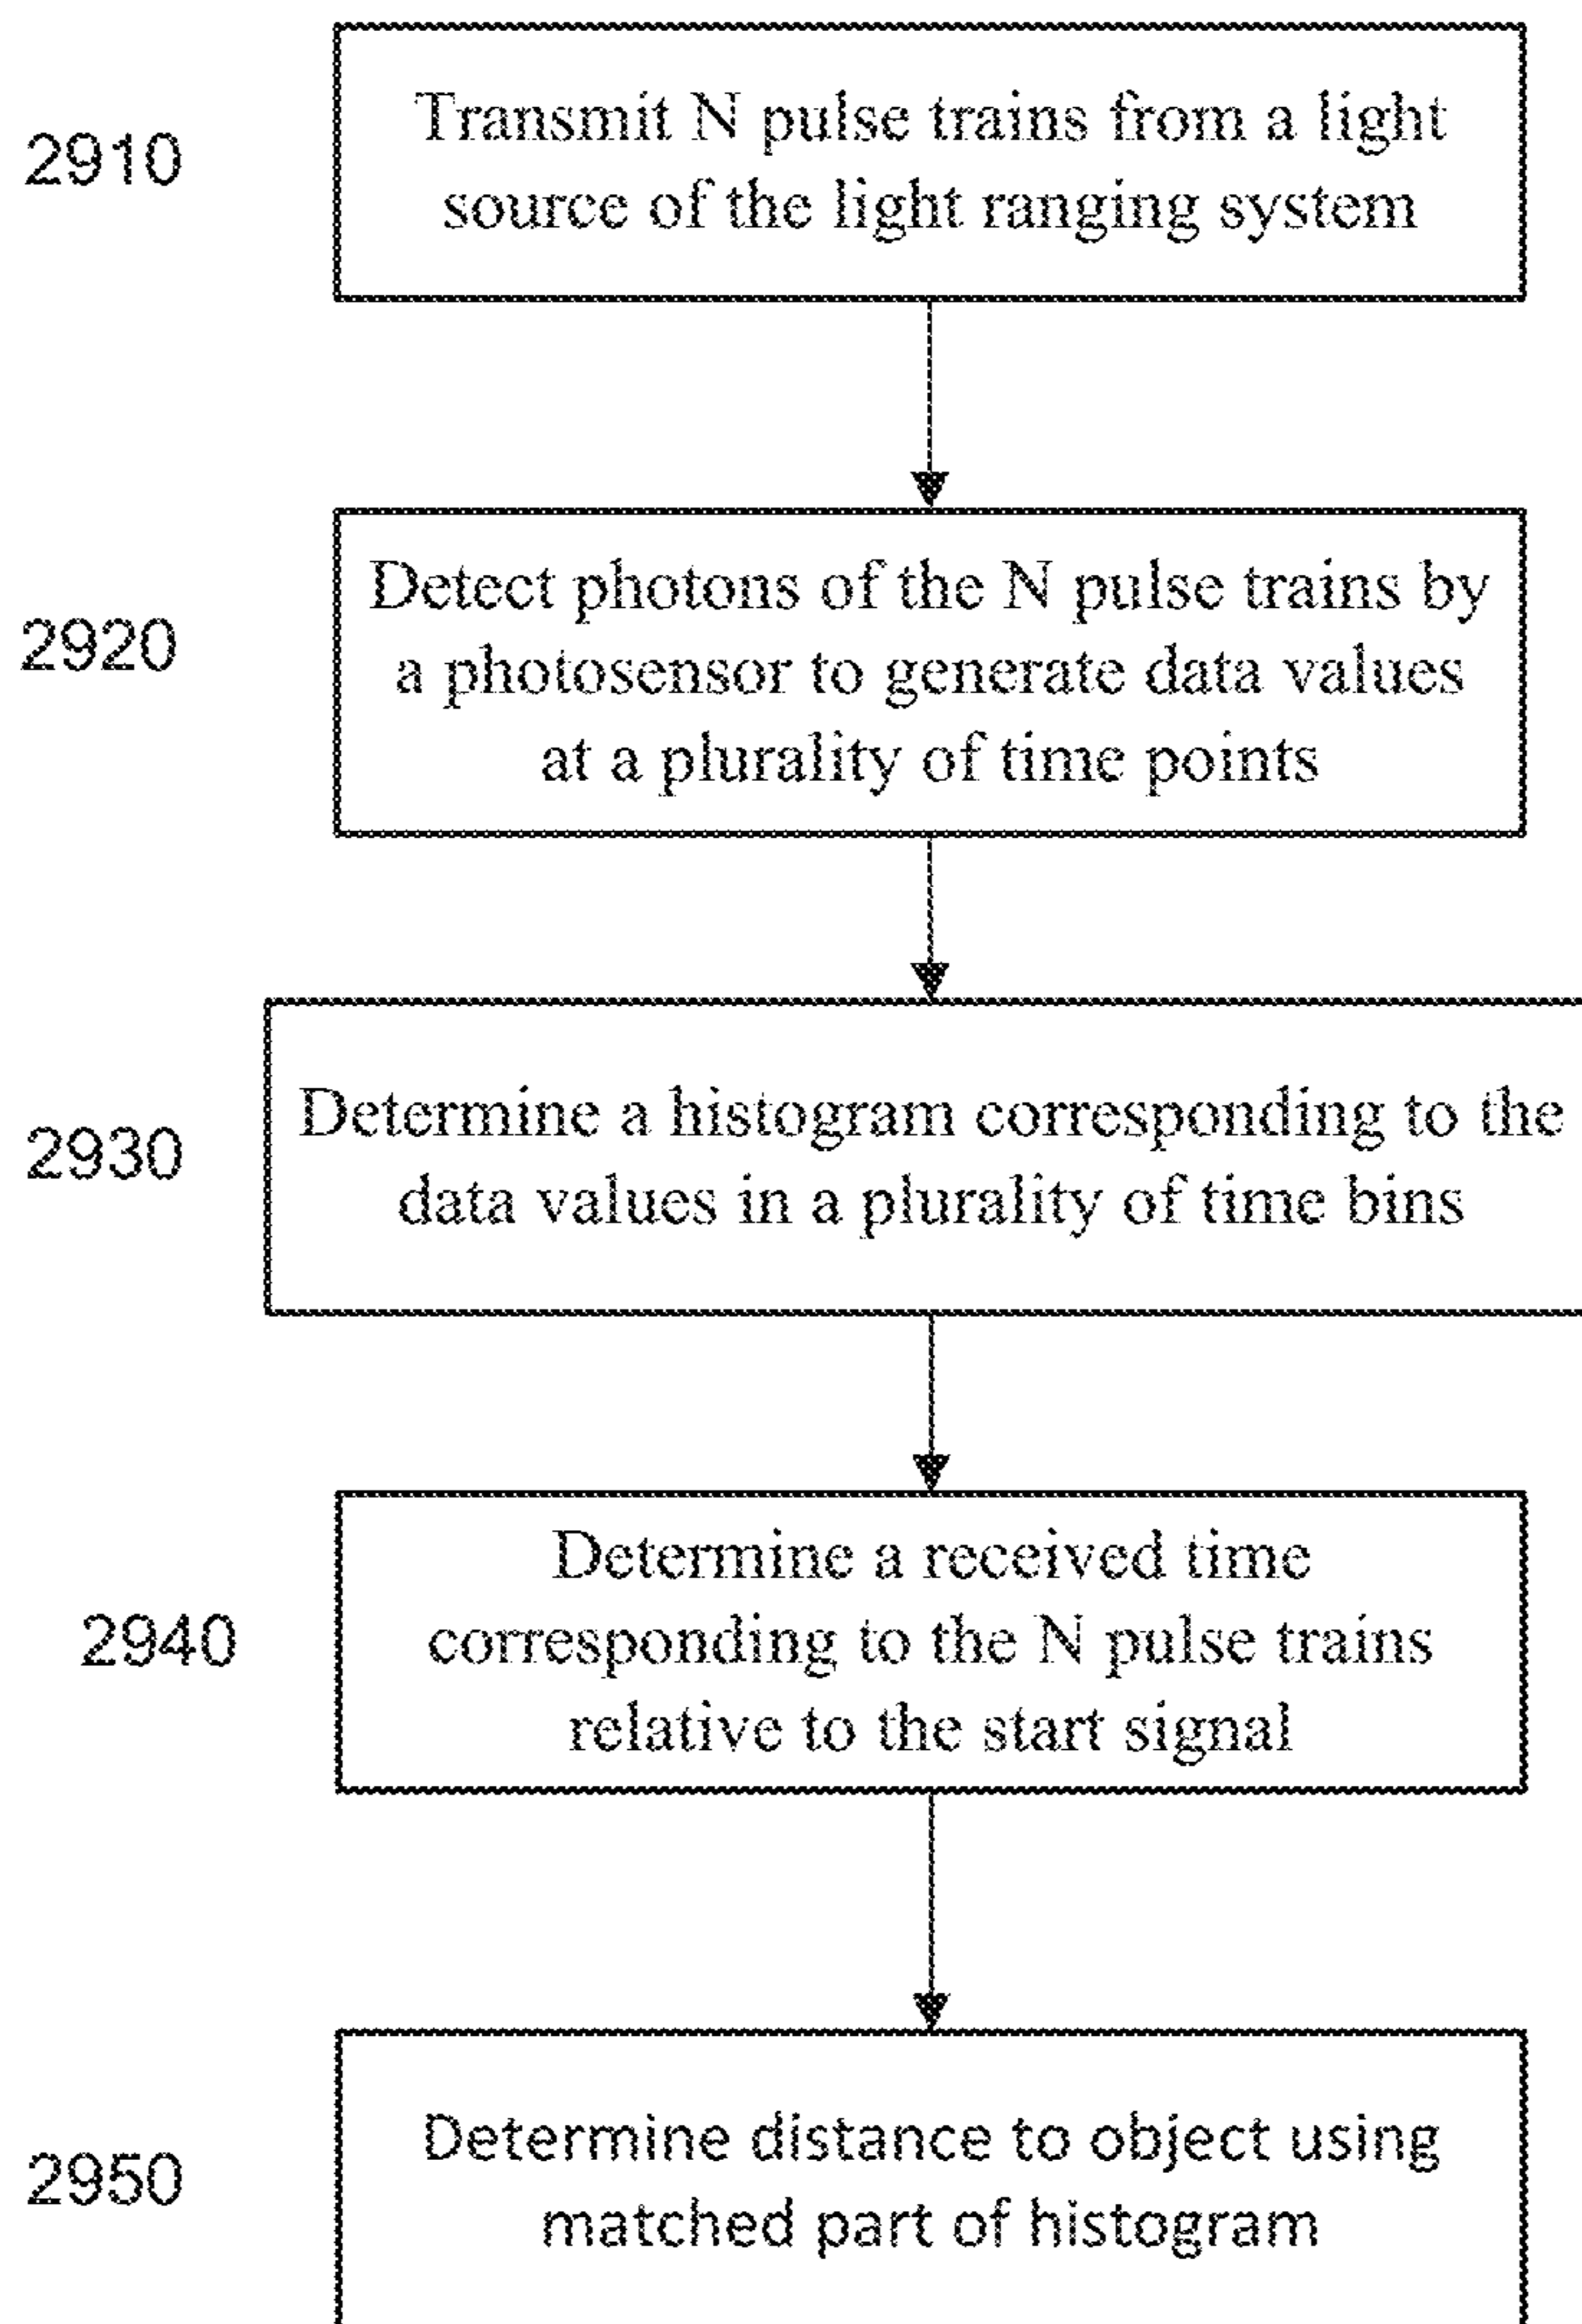 2910
Transmit N pulse trains from a light
source of the light ranging system
2920
Detect photons of the N pulse trains by
a photosensor to generate data values
at a plurality of time points
2930
Determine a histogram corresponding to the
data values in a plurality of time bins
2940
Determine a received time
corresponding to the N pulse trains
relative to the start signal
2950
Determine distance to object using
matched part of histogram